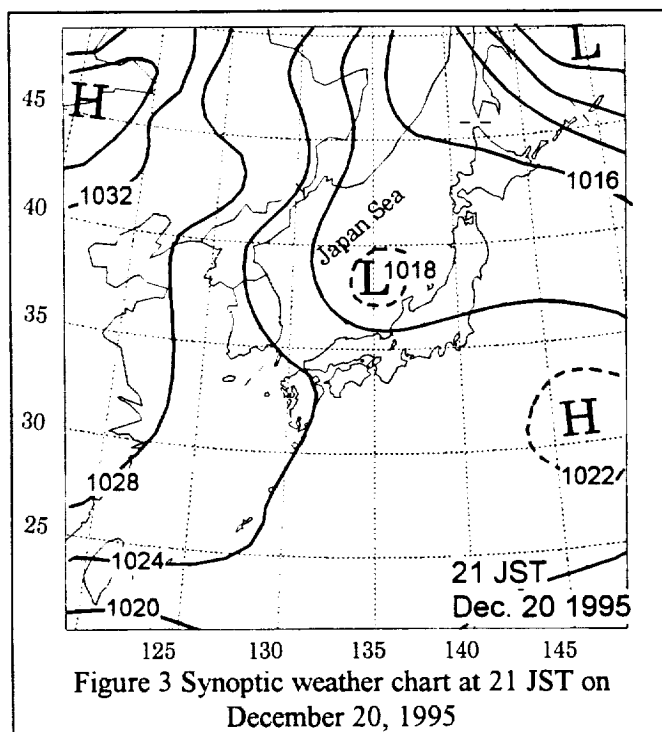 L
H
45
1032
1016
40
Japan Sea
L 1018
35
H
30
1022
1028
25
1024
21 JST
1020
Dec. 20 1995
125 130 135 140 145
Figure 3 Synoptic weather chart at 21 JST on
December 20, 1995